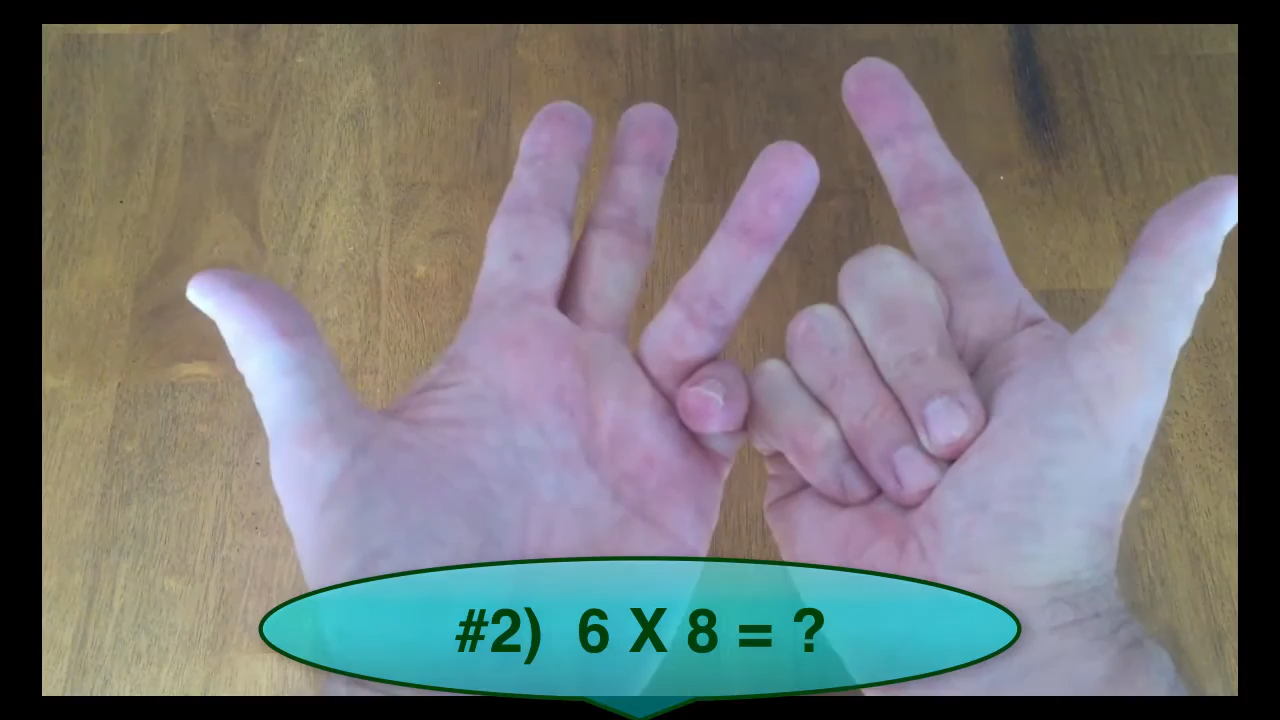 #2) 6 X 8 = ?